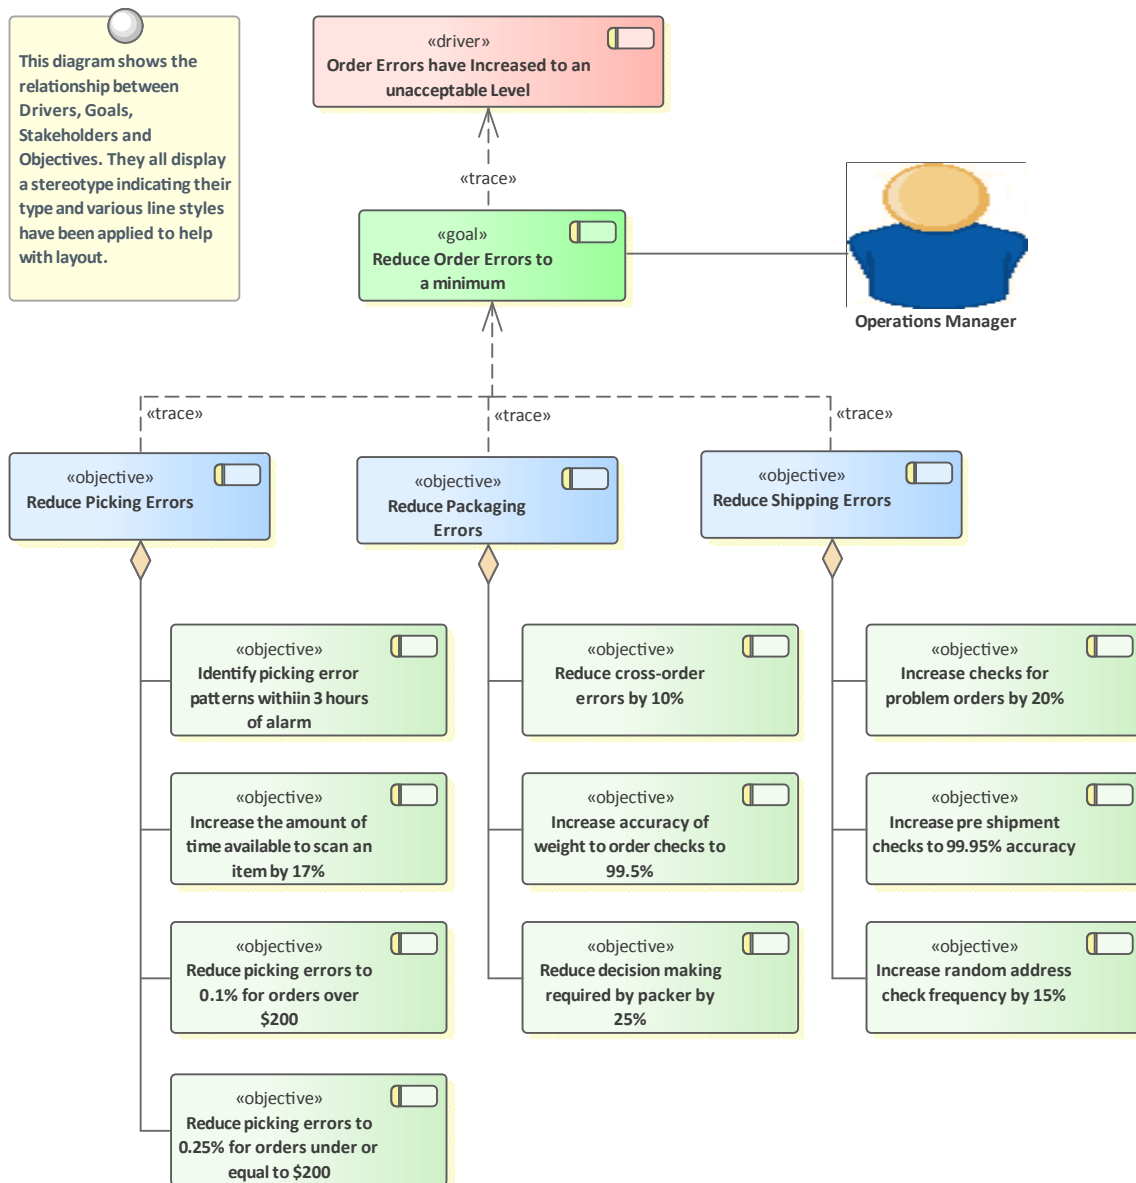 This diagram shows the
relationship between
Drivers, Goals,
Stakeholders and
Objectives. They all display
a stereotype indicating their
type and various line styles
have been applied to help
with layout.
«driver»
Order Errors have Increased to an
unacceptable Level
«trace»
«goal»
Reduce Order Errors to
a minimum
Operations Manager
«trace»
«trace»
«trace»
«objective»
Reduce Picking Errors
«objective»
Reduce Packaging
Errors
«objective»
Reduce Shipping Errors
«objective»
Identify picking error
patterns withiin 3 hours
of alarm
«objective»
Reduce cross-order
errors by 10%
«objective»
Increase checks for
problem orders by 20%
«objective»
Increase the amount of
time available to scan an
item by 17%
«objective»
Increase accuracy of
weight to order checks to
99.5%
«objective»
Increase pre shipment
checks to 99.95% accuracy
«objective»
Reduce picking errors to
0.1% for orders over
$200
«objective»
Reduce decision making
required by packer by
25%
«objective»
Increase random address
check frequency by 15%
«objective»
Reduce picking errors to
0.25% for orders under or
equal to $200